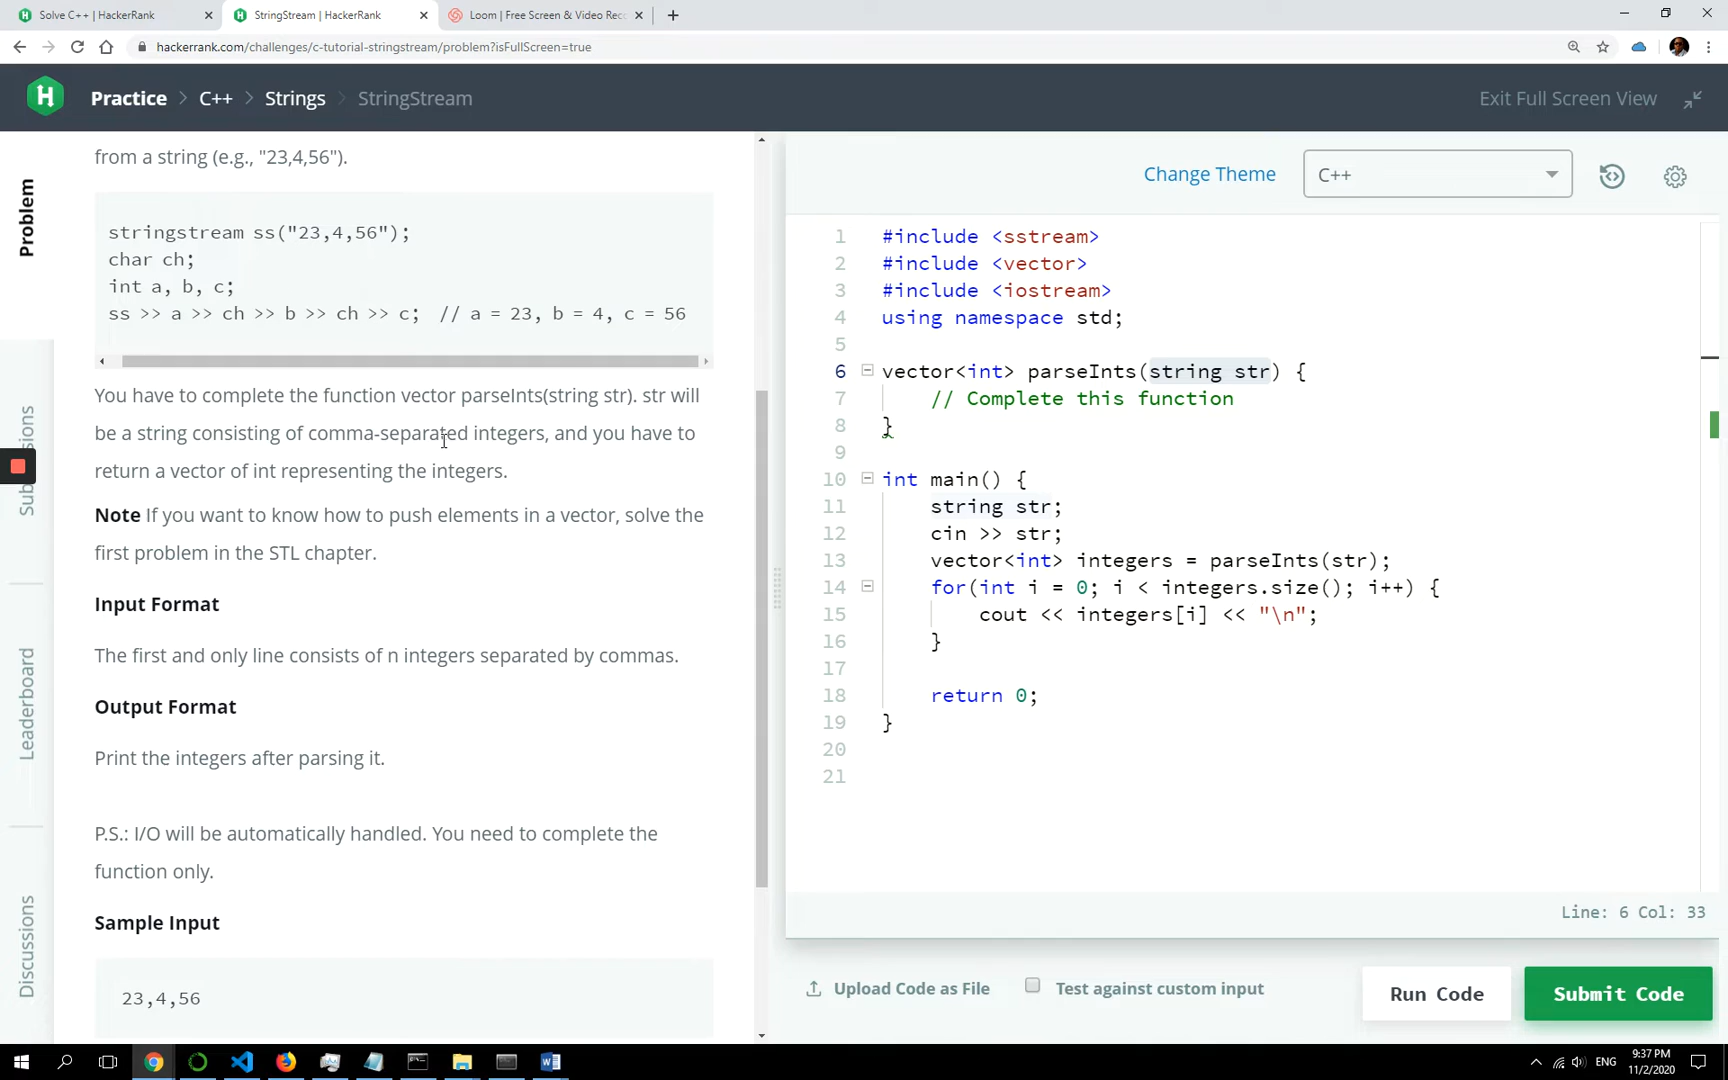 Solve C++ | HackerRank
StringStream | HackerRank
Loom | Free Screen & Video Rec
hackerrank.com/challenges/c-tutorial-stringstream/problem?isFullScreen=true
H
Practice > C++ > Strings > StringStream
Exit Full Screen View
Problem
Submissions
Leaderboard
Discussions
from a string (e.g., "23,4,56").
stringstream ss("23,4,56");
char ch;
int a, b, c;
ss >> a >> ch >> b >> ch >> c;  // a = 23, b = 4, c = 56
You have to complete the function vector parseInts(string str). str will
be a string consisting of comma-separated integers, and you have to
return a vector of int representing the integers.
Note If you want to know how to push elements in a vector, solve the
first problem in the STL chapter.
Input Format
The first and only line consists of n integers separated by commas.
Output Format
Print the integers after parsing it.
P.S.: I/O will be automatically handled. You need to complete the
function only.
Sample Input
23,4,56
Change Theme
C++
1 #include <sstream>
2 #include <vector>
3 #include <iostream>
4 using namespace std;
5
6 vector<int> parseInts(string str) {
7     // Complete this function
8 }
9
10 int main() {
11     string str;
12     cin >> str;
13     vector<int> integers = parseInts(str);
14     for(int i = 0; i < integers.size(); i++) {
15         cout << integers[i] << "\n";
16     }
17
18     return 0;
19 }
20
21
Line: 6 Col: 33
Upload Code as File
Test against custom input
Run Code
Submit Code
ENG
9:37 PM
11/2/2020